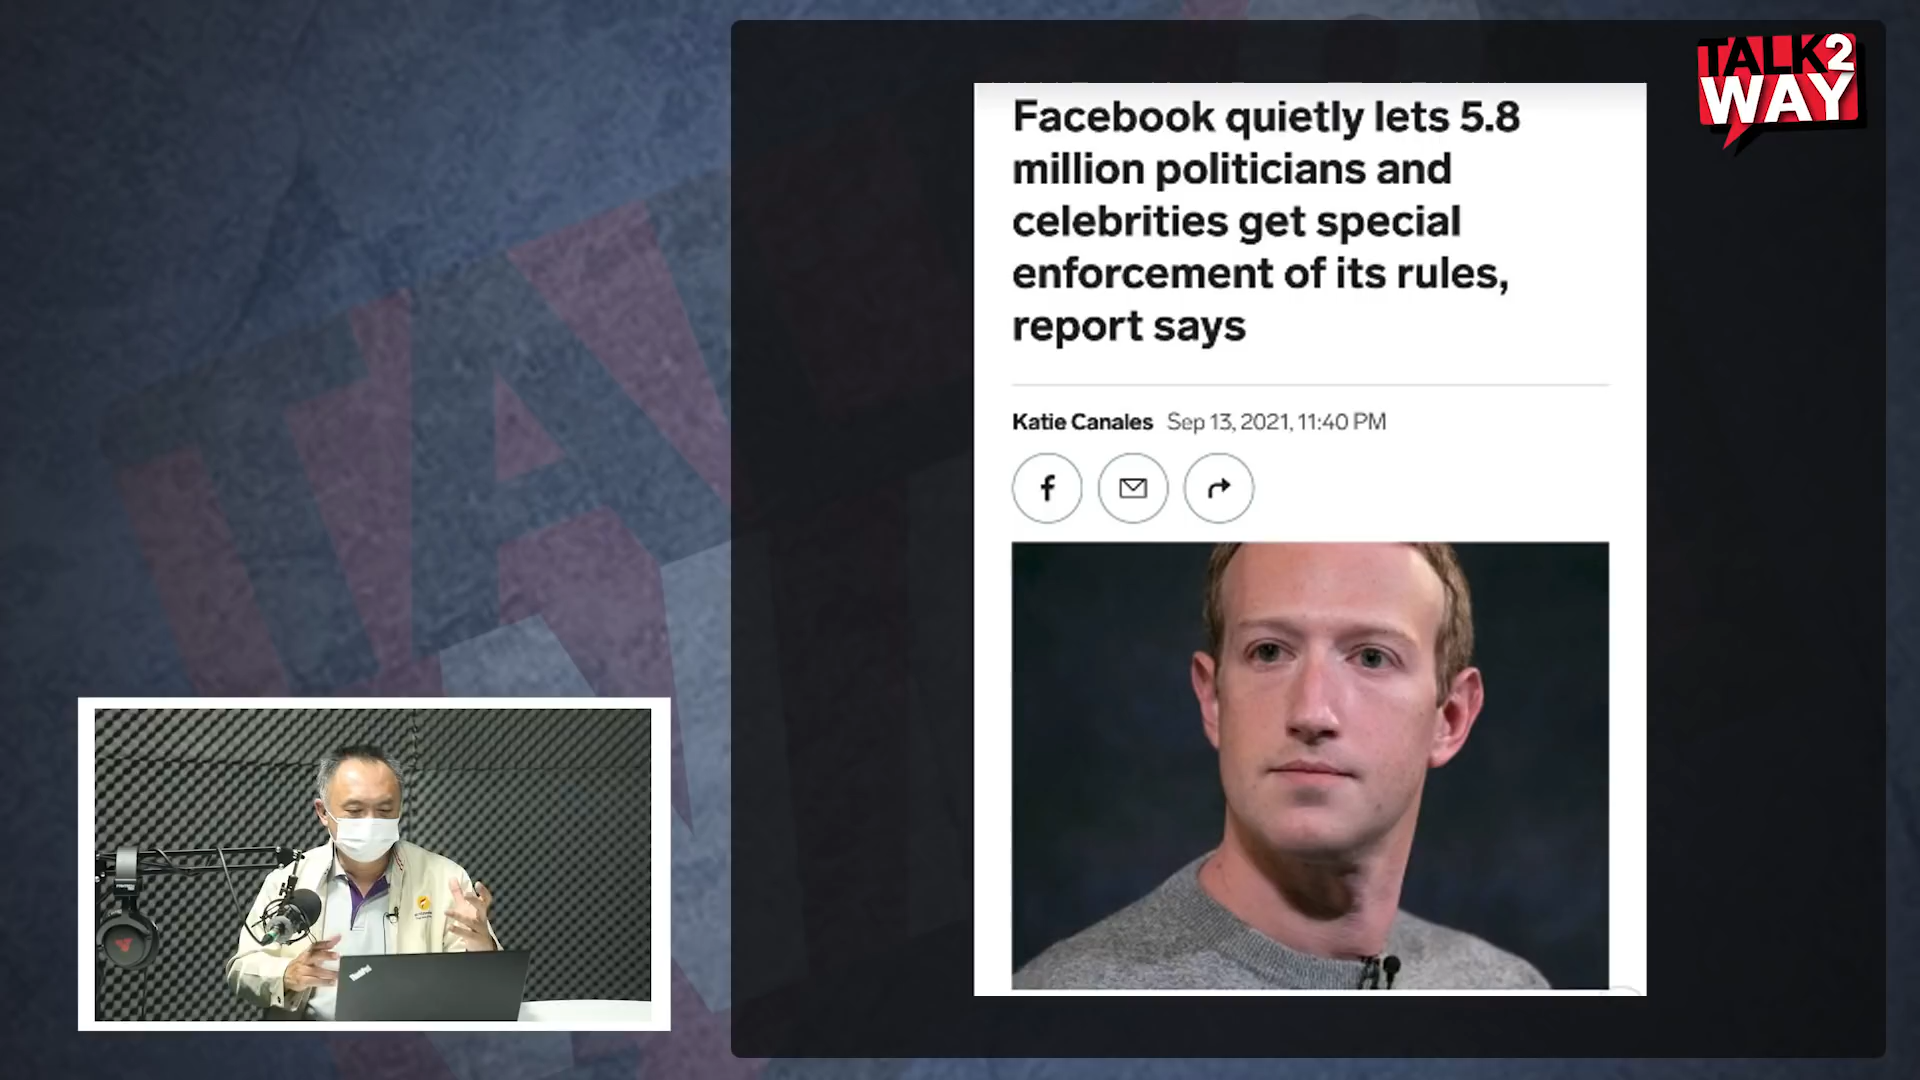 TALK2
WAY
Facebook quietly lets 5.8
million politicians and
celebrities get special
enforcement of its rules,
report says
Katie Canales Sep 13, 2021, 11:40 PM
ThinkPad